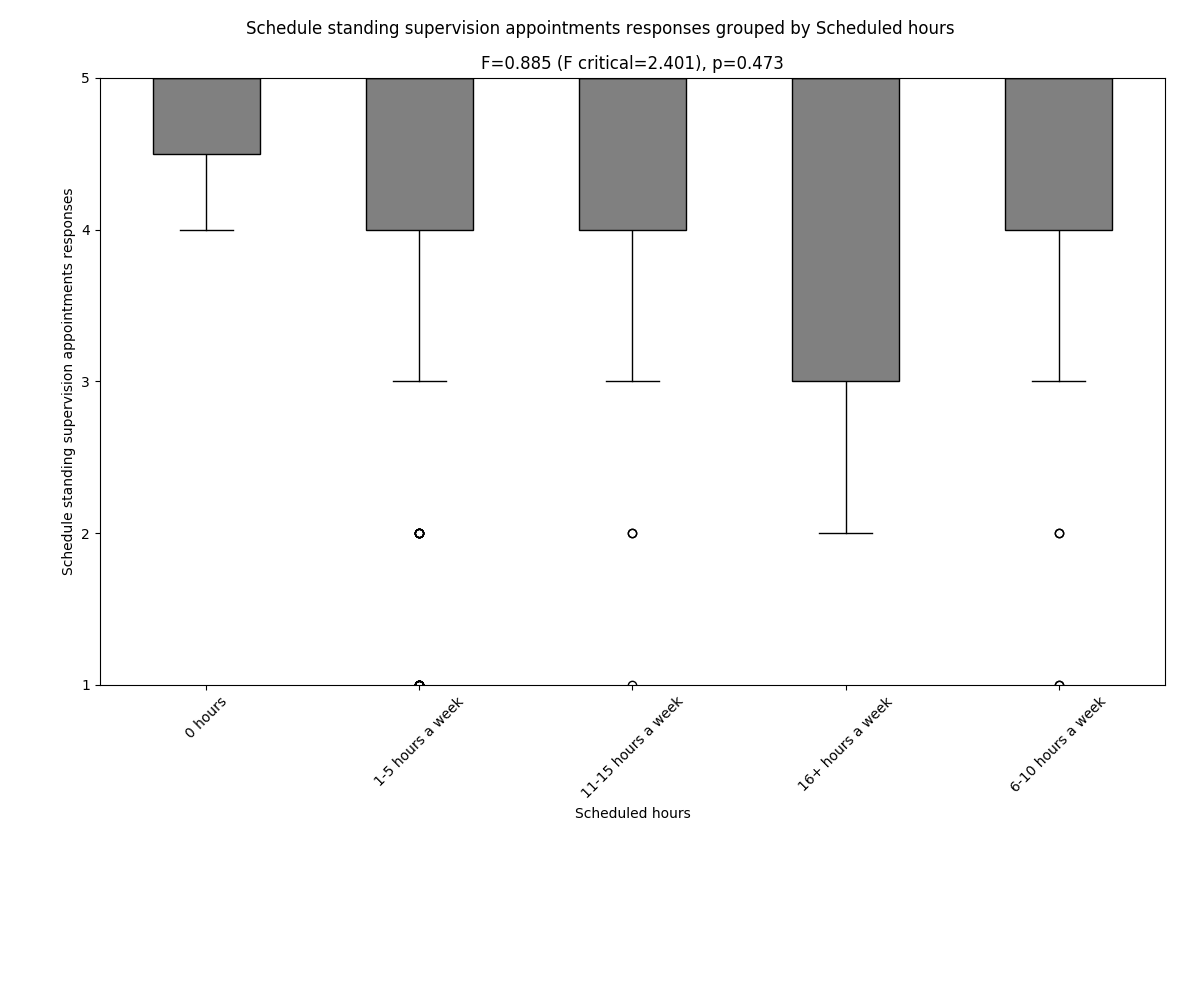 Schedule standing supervision appointments responses grouped by Scheduled hours
F=0.885 (F critical=2.401), p=0.473
Schedule standing supervision appointments responses
5
4
3
2
1
0 hours
1-5 hours a week
11-15 hours a week
16+ hours a week
6-10 hours a week
Scheduled hours